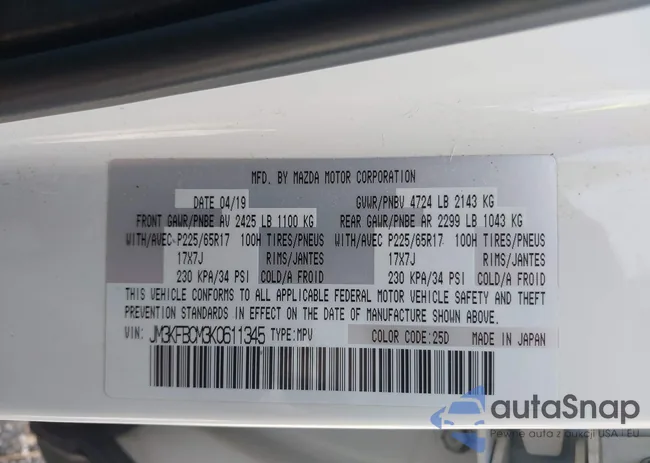 MFD. BY MAZDA MOTOR CORPORATION
DATE 04/19 GVWR/PNBV 4724 LB 2143 KG
FRONT GAWR/PNBE AV 2425 LB 1100 KG REAR GAWR/PNBE AR 2299 LB 1043 KG
WITH/AVEC P225/65R17 100H TIRES/PNEUS WITH/AVEC P225/65R17 100H TIRES/PNEUS
17X7J RIMS/JANTES 17X7J RIMS/JANTES
230 KPA/34 PSI COLD/A FROID 230 KPA/34 PSI COLD/A FROID
THIS VEHICLE CONFORMS TO ALL APPLICABLE FEDERAL MOTOR VEHICLE SAFETY AND THEFT
PREVENTION STANDARDS IN EFFECT ON THE DATE OF MANUFACTURE SHOWN ABOVE.
VIN: JM3KFBCM3K0611345 TYPE:MPV COLOR CODE:25D MADE IN JAPAN
autaSnap
Pewne auta z aukcji USA i EU